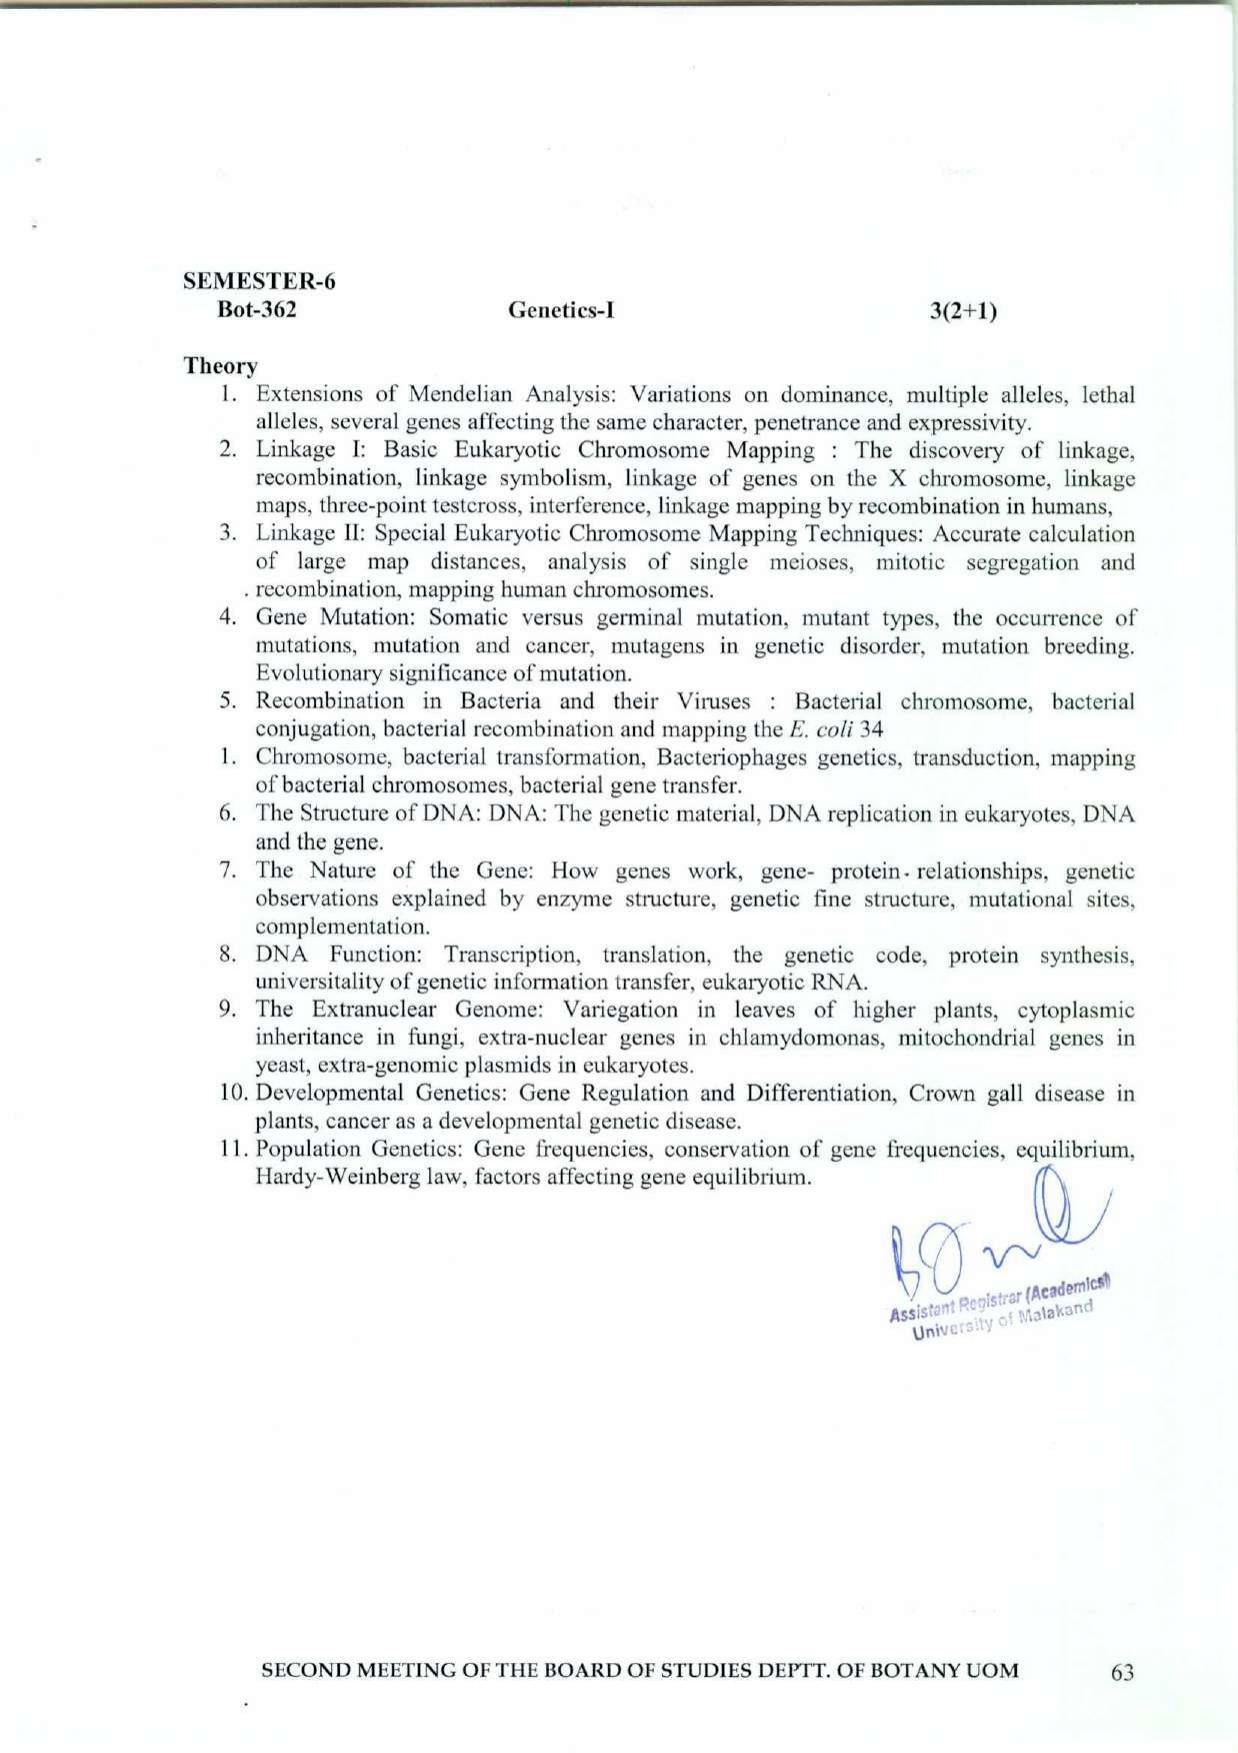 SEMESTER-6
Bot-362 Genetics-I 3(2+1)
Theory
1. Extensions of Mendelian Analysis: Variations on dominance, multiple alleles, lethal
alleles, several genes affecting the same character, penetrance and expressivity.
2. Linkage I: Basic Eukaryotic Chromosome Mapping : The discovery of linkage,
recombination, linkage symbolism, linkage of genes on the X chromosome, linkage
maps, three-point testcross, interference, linkage mapping by recombination in humans,
3. Linkage II: Special Eukaryotic Chromosome Mapping Techniques: Accurate calculation
of large map distances, analysis of single meioses, mitotic segregation and
recombination, mapping human chromosomes.
4. Gene Mutation: Somatic versus germinal mutation, mutant types, the occurrence of
mutations, mutation and cancer, mutagens in genetic disorder, mutation breeding.
Evolutionary significance of mutation.
5. Recombination in Bacteria and their Viruses : Bacterial chromosome, bacterial
conjugation, bacterial recombination and mapping the E. coli 34
1. Chromosome, bacterial transformation, Bacteriophages genetics, transduction, mapping
of bacterial chromosomes, bacterial gene transfer.
6. The Structure of DNA: DNA: The genetic material, DNA replication in eukaryotes, DNA
and the gene.
7. The Nature of the Gene: How genes work, gene- protein- relationships, genetic
observations explained by enzyme structure, genetic fine structure, mutational sites,
complementation.
8. DNA Function: Transcription, translation, the genetic code, protein synthesis,
universitality of genetic information transfer, eukaryotic RNA.
9. The Extranuclear Genome: Variegation in leaves of higher plants, cytoplasmic
inheritance in fungi, extra-nuclear genes in chlamydomonas, mitochondrial genes in
yeast, extra-genomic plasmids in eukaryotes.
10. Developmental Genetics: Gene Regulation and Differentiation, Crown gall disease in
plants, cancer as a developmental genetic disease.
11. Population Genetics: Gene frequencies, conservation of gene frequencies, equilibrium,
Hardy-Weinberg law, factors affecting gene equilibrium.
Assistant Registrar (Academics)
University of Malakand
SECOND MEETING OF THE BOARD OF STUDIES DEPTT. OF BOTANY UOM 63